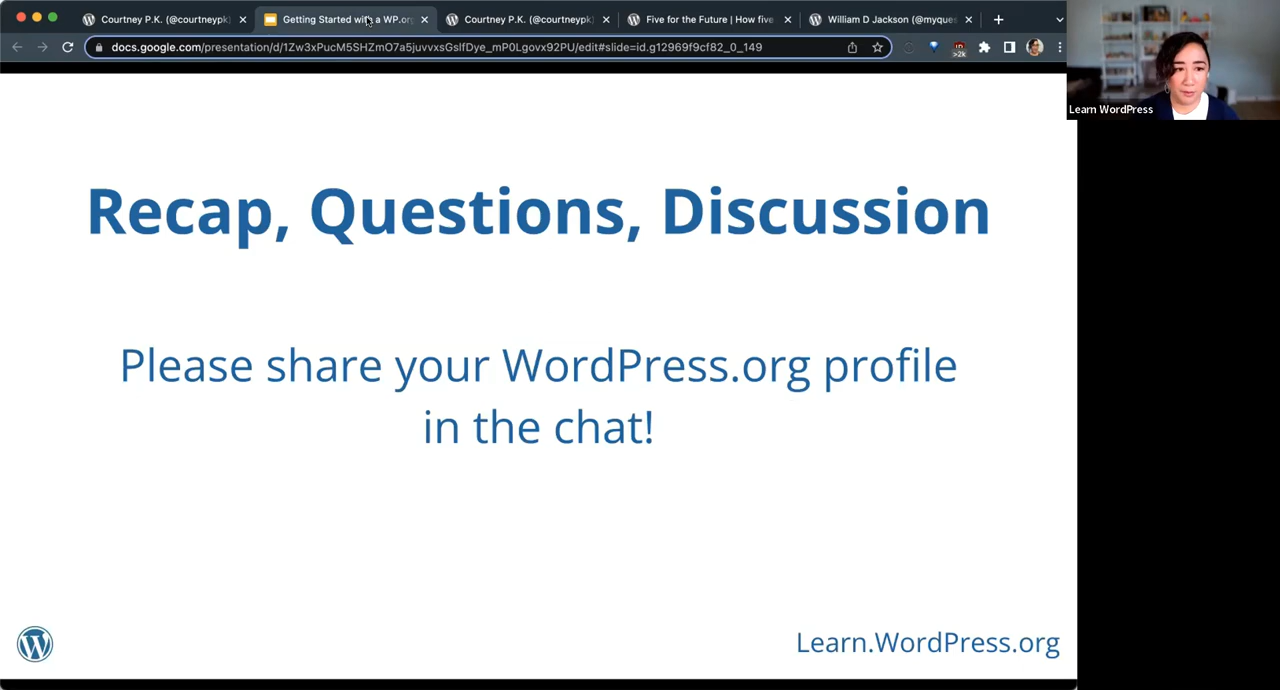 Courtney P.K. (@courtneypk)
Getting Started with a WP.org
Courtney P.K. (@courtneypk)
Five for the Future | How five
William D Jackson (@myques
docs.google.com/presentation/d/1Zw3xPucM5SHZmO7a5juvvxsGslfDye_mP0Lgovx92PU/edit#slide=id.g12969f9cf82_0_149
>2k
Learn WordPress
Recap, Questions, Discussion
Please share your WordPress.org profile
in the chat!
Learn.WordPress.org